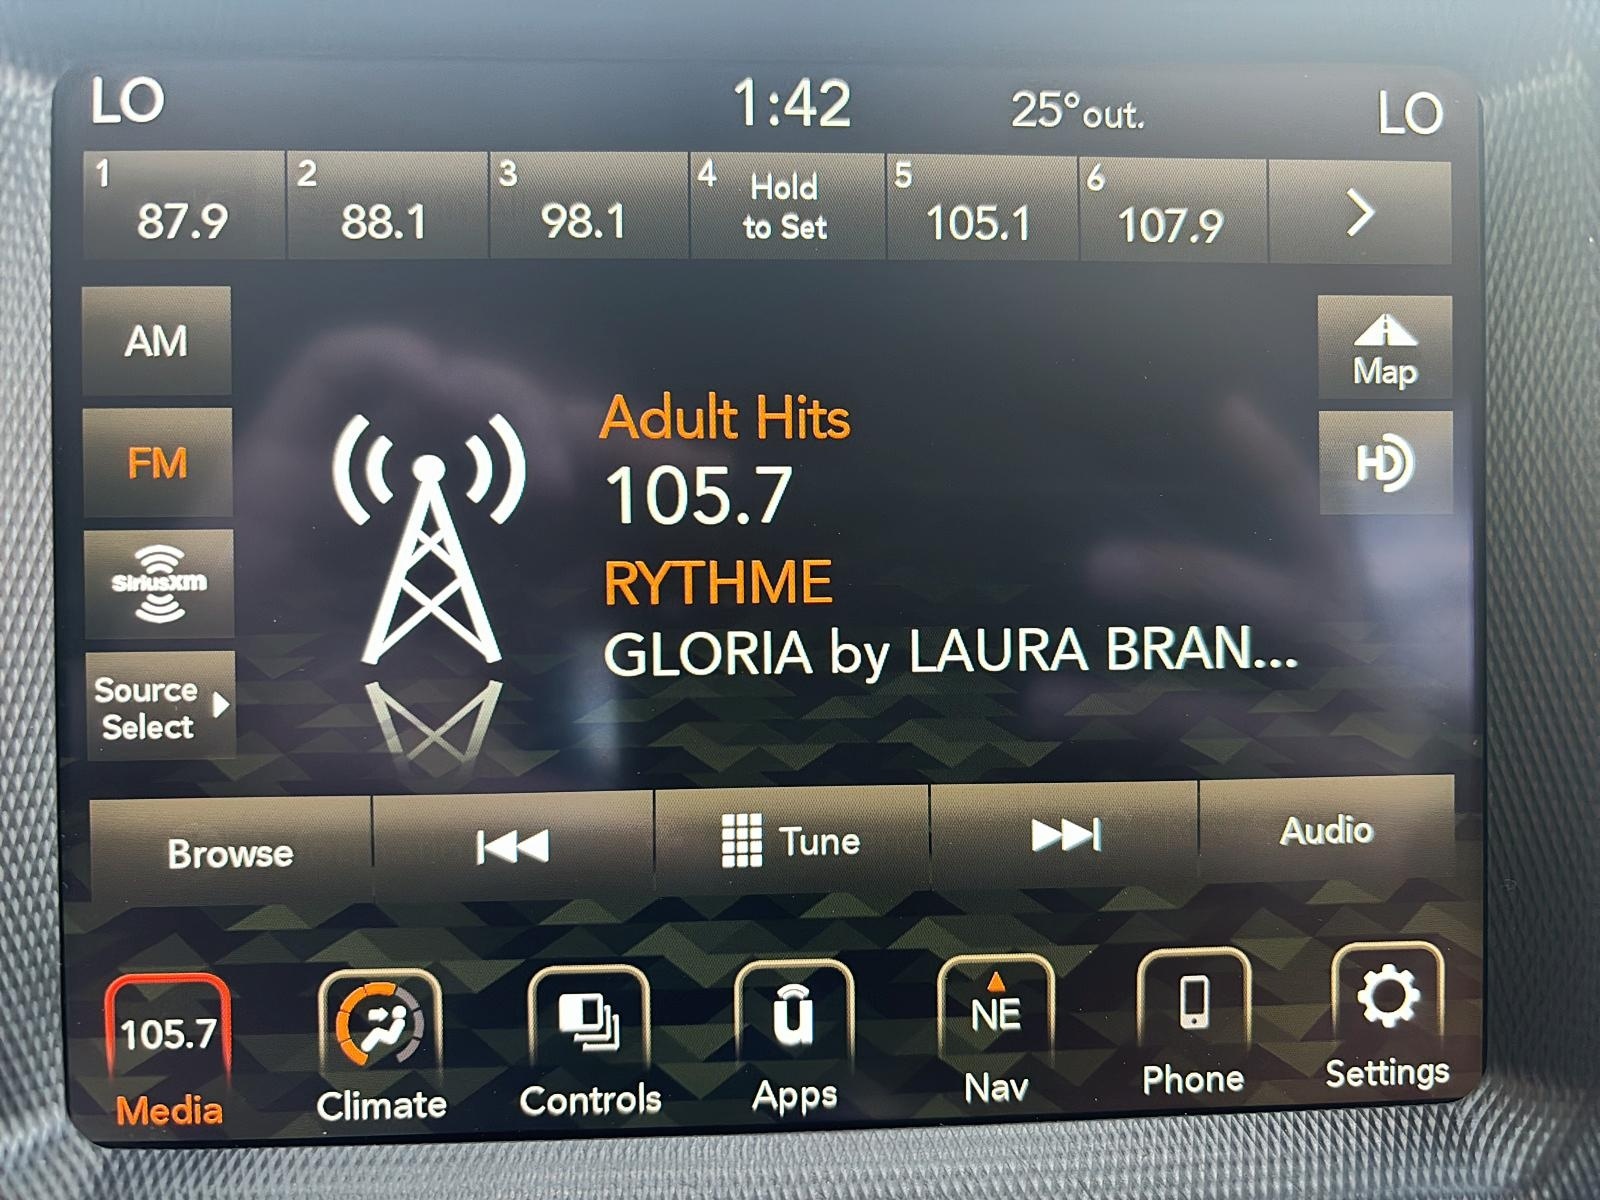 LO 1:42 25°out. LO
1 2 3 4 5 6
87.9 88.1 98.1 Hold to Set 105.1 107.9
AM
FM
SiriusXM
Source
Select
Map
HD
Adult Hits
105.7
RYTHME
GLORIA by LAURA BRAN...
Browse Tune Audio
105.7 u NE
Media Climate Controls Apps Nav Phone Settings